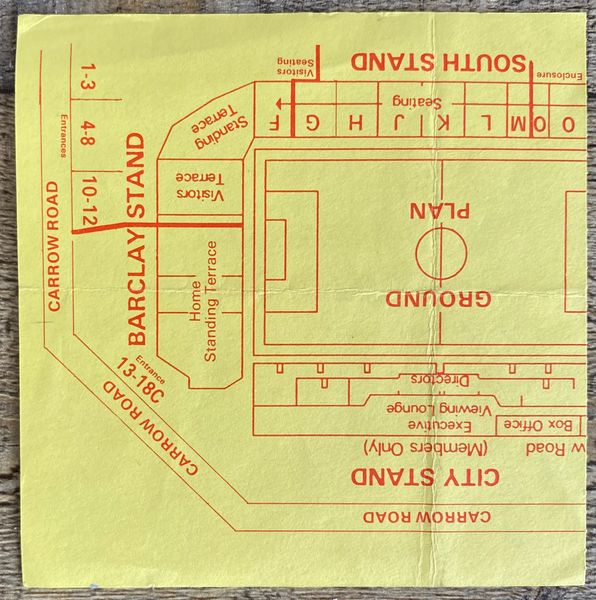 CARROW ROAD
CITY STAND
w Road
(Members Only)
Box Office
Executive
Viewing Lounge
Directors
GROUND
PLAN
O
O
M
L
K
J
H
G
F
Seating
Enclosure
SOUTH STAND
Visitors
Seating
Standing
Terrace
Visitors
Terrace
Home
Standing Terrace
BARCLAY STAND
Entrance
13-18C
CARROW ROAD
CARROW ROAD
Entrances
1-3
4-8
10-12